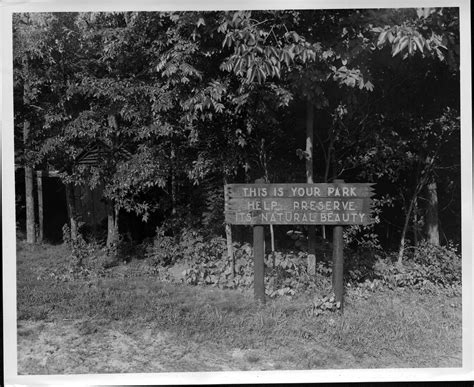 THIS IS YOUR PARK
HELP PRESERVE
ITS NATURAL BEAUTY